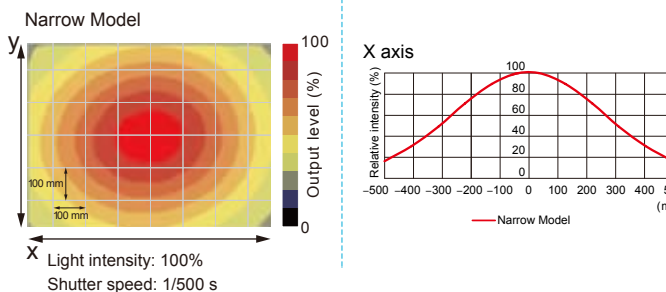 Narrow Model
y
100 mm
100 mm
x
100
Output level (%)
0
Light intensity: 100%
Shutter speed: 1/500 s
X axis
Relative intensity (%)
100
80
60
40
20
0
−500 −400 −300 −200 −100 0 100 200 300 400
Narrow Model